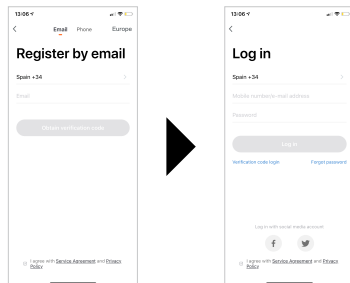 13:06
Email Phone Europe
Register by email
Spain +34
Email
Obtain verification code
I agree with Service Agreement and Privacy
Policy
13:06
Log in
Spain +34
Mobile number/e-mail address
Password
Log in
Verification code login Forgot password
Log in with social media account
f
I agree with Service Agreement and Privacy
Policy